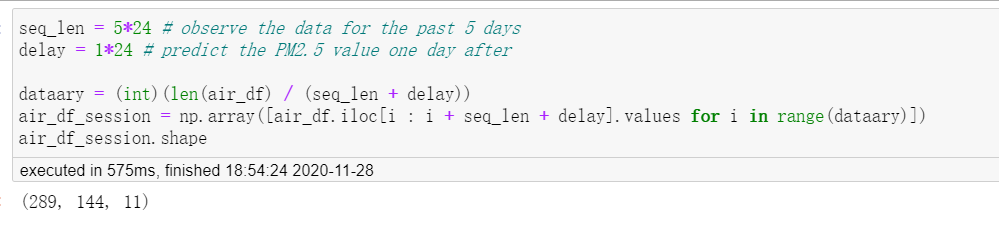 seq_len = 5*24 # observe the data for the past 5 days
delay = 1*24 # predict the PM2.5 value one day after
dataary = (int)(len(air_df) / (seq_len + delay))
air_df_session = np.array([air_df.iloc[i : i + seq_len + delay].values for i in range(dataary)])
air_df_session.shape
executed in 575ms, finished 18:54:24 2020-11-28
(289, 144, 11)